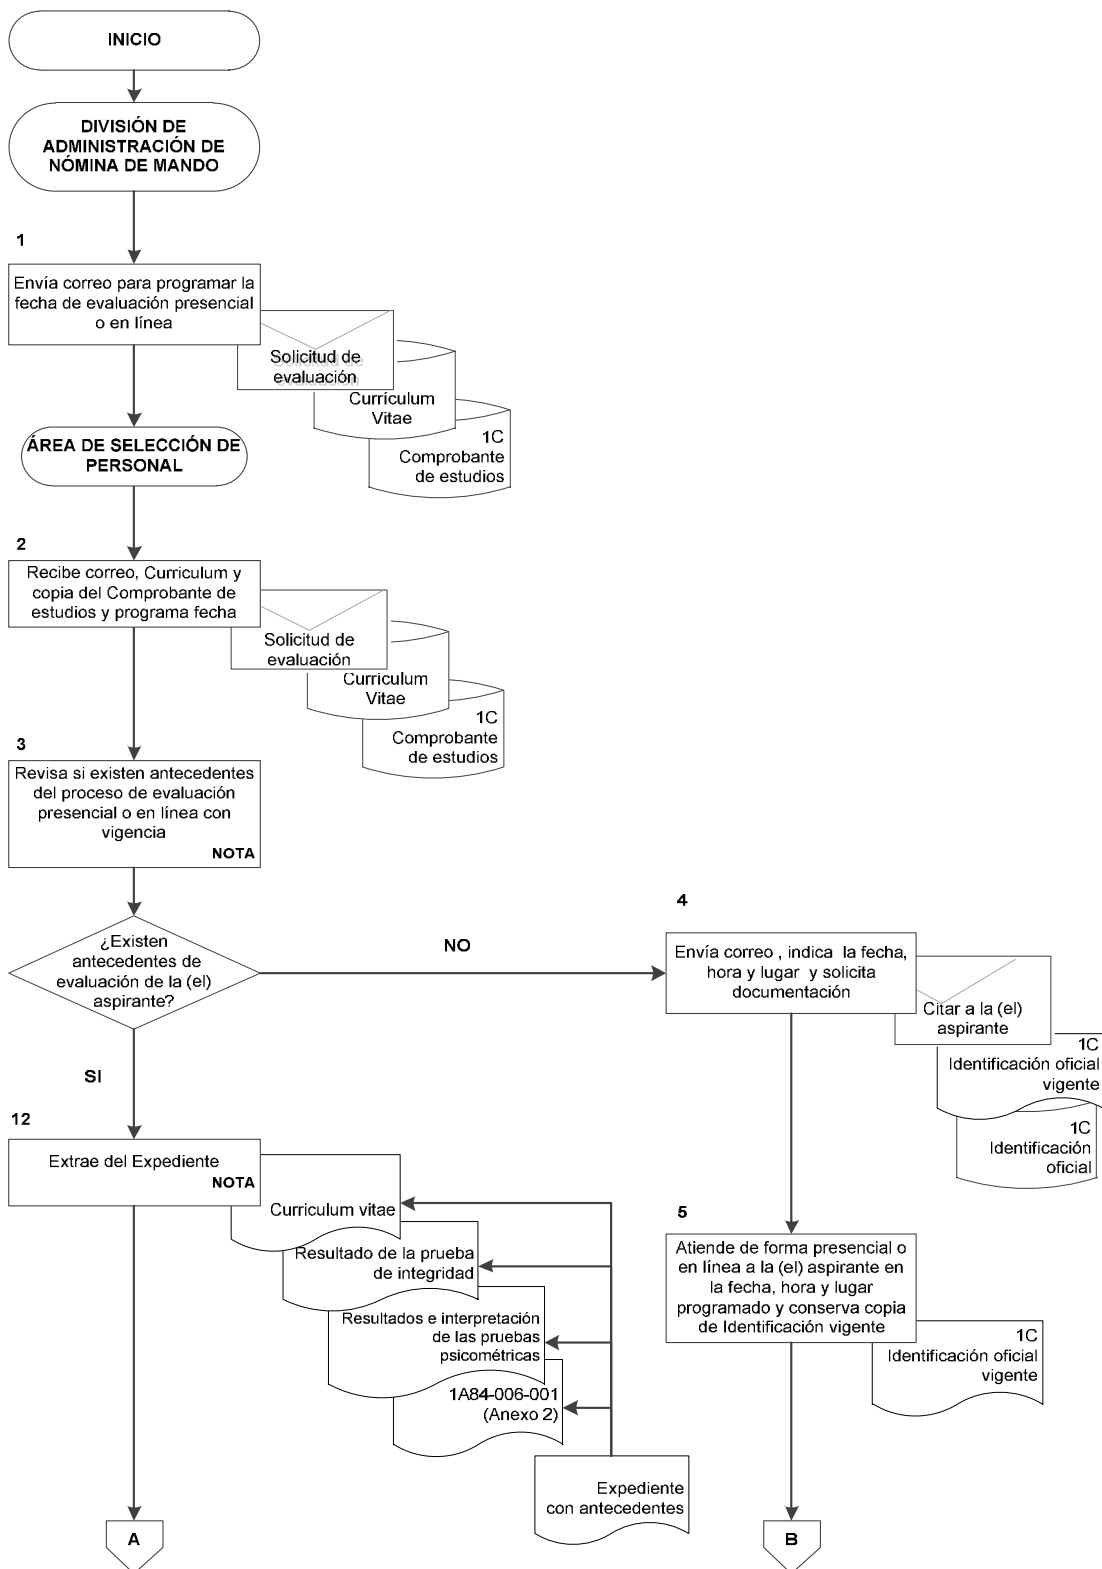 INICIO
DIVISIÓN DE
ADMINISTRACIÓN DE
NÓMINA DE MANDO
1
Envía correo para programar la
fecha de evaluación presencial
o en línea
Solicitud de
evaluación
Currículum
Vitae
1C
Comprobante
de estudios
ÁREA DE SELECCIÓN DE
PERSONAL
2
Recibe correo, Curriculum y
copia del Comprobante de
estudios y programa fecha
Solicitud de
evaluación
Curriculum
Vitae
1C
Comprobante
de estudios
3
Revisa si existen antecedentes
del proceso de evaluación
presencial o en línea con
vigencia
NOTA
¿Existen
antecedentes de
evaluación de la (el)
aspirante?
NO
4
Envía correo , indica la fecha,
hora y lugar y solicita
documentación
Citar a la (el)
aspirante
1C
Identificación oficial
vigente
1C
Identificación
oficial
SI
12
Extrae del Expediente
NOTA
Curriculum vitae
Resultado de la prueba
de integridad
Resultados e interpretación
de las pruebas
psicométricas
1A84-006-001
(Anexo 2)
Expediente
con antecedentes
5
Atiende de forma presencial o
en línea a la (el) aspirante en
la fecha, hora y lugar
programado y conserva copia
de Identificación vigente
1C
Identificación oficial
vigente
A
B